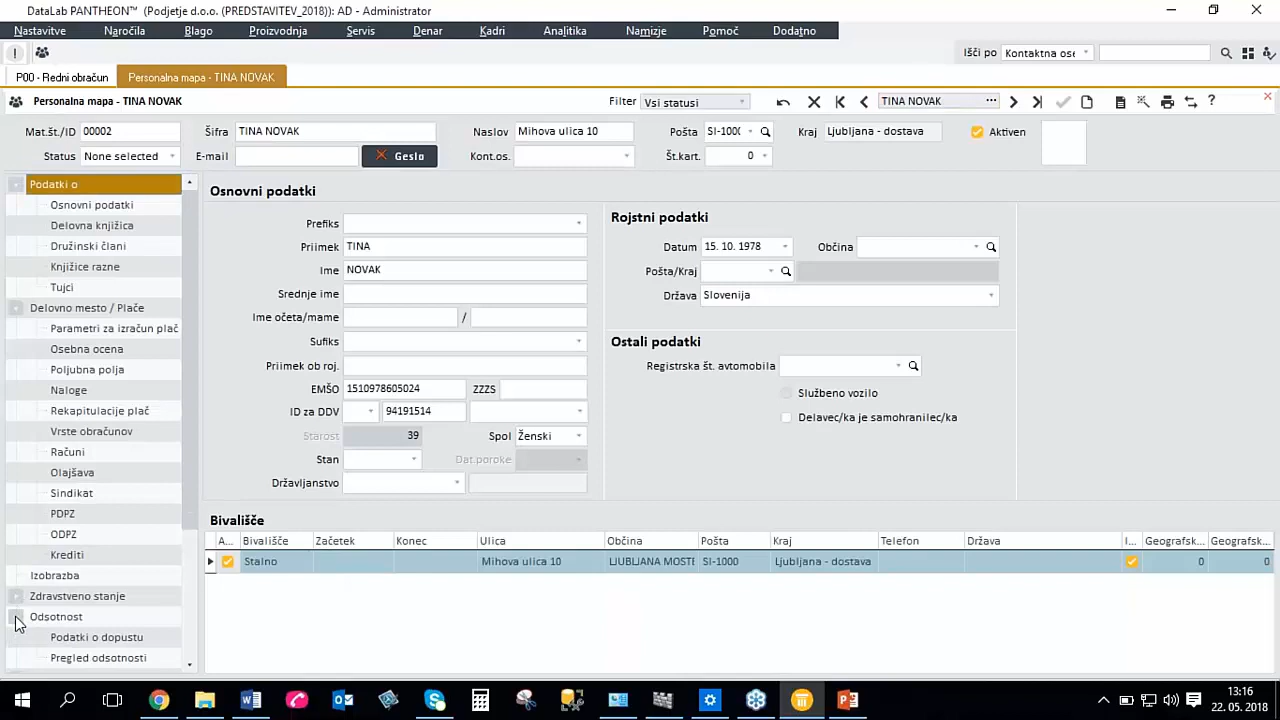 DataLab PANTHEON™ (Podjetje d.o.o. (PREDSTAVITEV_2018)): AD - Administrator
Nastavitve Naročila Blago Proizvodnja Servis Denar Kadri Analitika Namizje Pomoč Dodatno
Išči po Kontaktna ose
P00 - Redni obračun Personalna mapa - TINA NOVAK
Personalna mapa - TINA NOVAK Filter Vsi statusi TINA NOVAK ...
Mat.št./ID 00002 Šifra TINA NOVAK Naslov Mihova ulica 10 Pošta SI-100( Kraj Ljubljana - dostava Aktiven
Status None selected E-mail Geslo Kont.os. Št.kart. 0
Podatki o
Osnovni podatki
Delovna knjižica
Družinski člani
Knjižice razne
Tujci
Delovno mesto / Plače
Parametri za izračun plač
Osebna ocena
Poljubna polja
Naloge
Rekapitulacije plač
Vrste obračunov
Računi
Olajšava
Sindikat
PDPZ
ODPZ
Krediti
Izobrazba
Zdravstveno stanje
Odsotnost
Podatki o dopustu
Pregled odsotnosti
Osnovni podatki
Prefiks
Priimek TINA
Ime NOVAK
Srednje ime
Ime očeta/mame /
Sufiks
Priimek ob roj.
EMŠO 1510978605024 ZZZS
ID za DDV 94191514
Starost 39 Spol Ženski
Stan Dat.poroke
Državljanstvo
Rojstni podatki
Datum 15. 10. 1978 Občina
Pošta/Kraj
Država Slovenija
Ostali podatki
Registrska št. avtomobila
Službeno vozilo
Delavec/ka je samohranilec/ka
Bivališče
A... Bivališče Začetek Konec Ulica Občina Pošta Kraj Telefon Država I... Geografsk... Geografsk...
Stalno Mihova ulica 10 LJUBLJANA MOSTE SI-1000 Ljubljana - dostava 0 0
13:16
22. 05. 2018